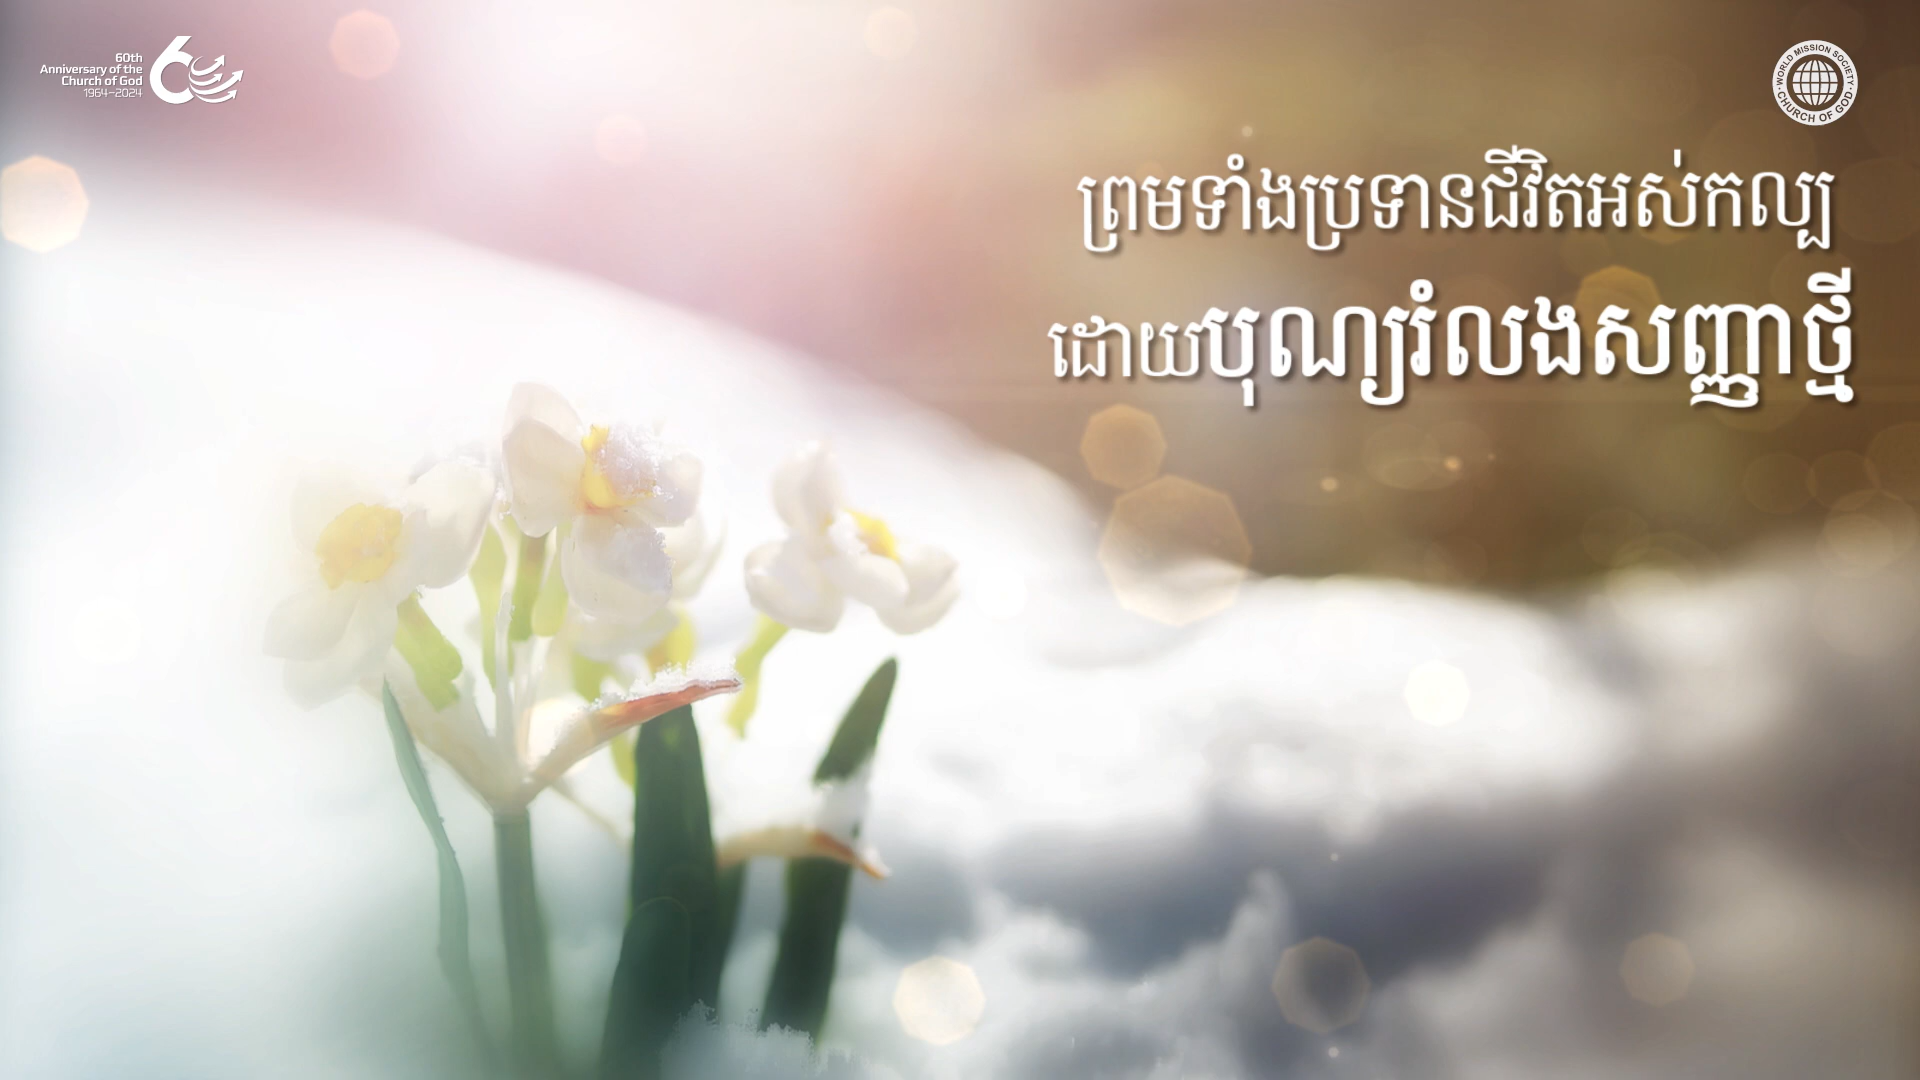 60th
Anniversary of the
Church of God
1964–2024
60
WORLD MISSION SOCIETY
CHURCH OF GOD
ព្រមទាំងប្រទានជីវិតអស់កល្ប
ដោយបុណ្យរំលងសញ្ញាថ្មី